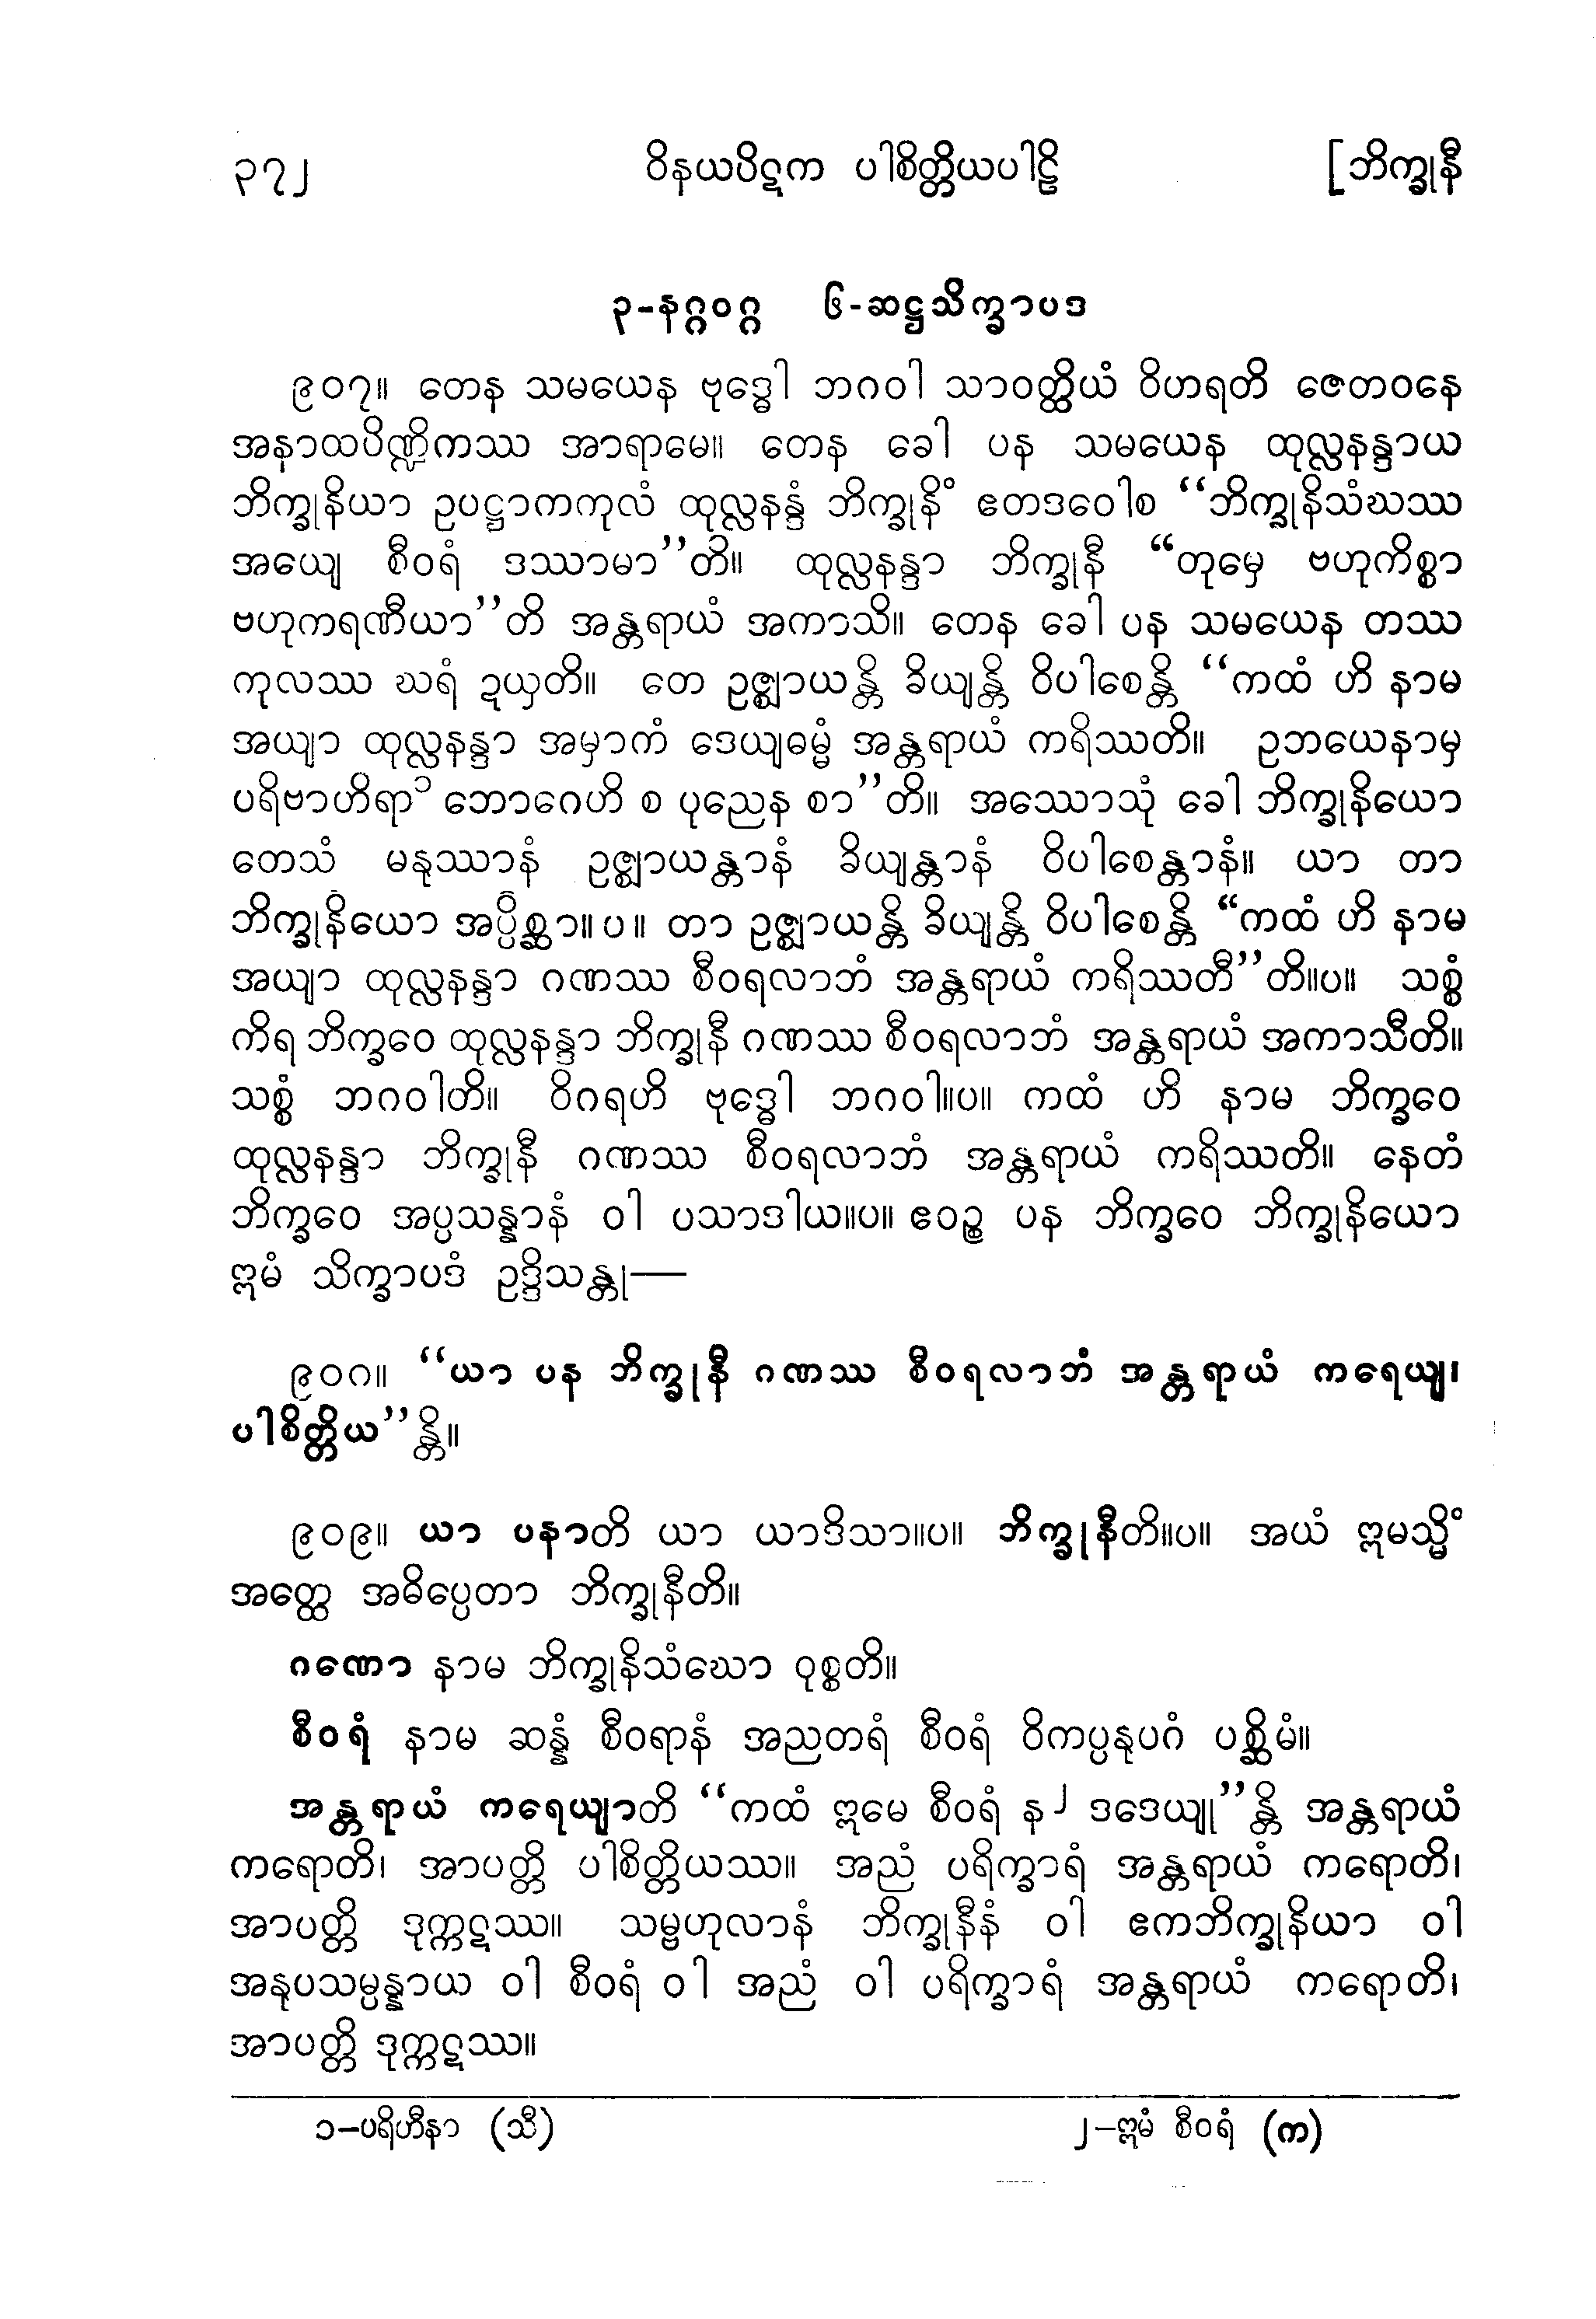 ၃၇၂ ဝိနယပိဋက ပါစိတ္တိယပါဠိ [ဘိက္ခုနီ
၃-နဂ္ဂဝဂ္ဂ ၆-ဆဋ္ဌသိက္ခာပဒ
၉၀၇။ တေန သမယေန ဗုဒ္ဓေါ ဘဂဝါ သာဝတ္ထိယံ ဝိဟရတိ ဇေတဝနေ
အနာထပိဏ္ဍိကဿ အာရာမေ။ တေန ခေါ ပန သမယေန ထုလ္လနန္ဒာယ
ဘိက္ခုနိယာ ဥပဋ္ဌာကကုလံ ထုလ္လနန္ဒံ ဘိက္ခုနိံ ဧတဒဝေါစ “ဘိက္ခုနိသံဃဿ
အယျေ စီဝရံ ဒဿာမာ”တိ။ ထုလ္လနန္ဒာ ဘိက္ခုနီ “တုမှေ ဗဟုကိစ္စာ
ဗဟုကရဏီယာ”တိ အန္တရာယံ အကာသိ။ တေန ခေါ ပန သမယေန တဿ
ကုလဿ ဃရံ ဍယှတိ။ တေ ဥဇ္ဈာယန္တိ ခိယျန္တိ ဝိပါစေန္တိ “ကထံ ဟိ နာမ
အယျာ ထုလ္လနန္ဒာ အမှာကံ ဒေယျဓမ္မံ အန္တရာယံ ကရိဿတိ။ ဥဘယေနာမှ
ပရိဗာဟိရာ၁ ဘောဂေဟိ စ ပုညေန စာ”တိ။ အဿောသုံ ခေါ ဘိက္ခုနိယော
တေသံ မနုဿာနံ ဥဇ္ဈာယန္တာနံ ခိယျန္တာနံ ဝိပါစေန္တာနံ။ ယာ တာ
ဘိက္ခုနိယော အပ္ပိစ္ဆာ။ပ။ တာ ဥဇ္ဈာယန္တိ ခိယျန္တိ ဝိပါစေန္တိ “ကထံ ဟိ နာမ
အယျာ ထုလ္လနန္ဒာ ဂဏဿ စီဝရလာဘံ အန္တရာယံ ကရိဿတီ”တိ။ပ။ သစ္စံ
ကိရ ဘိက္ခဝေ ထုလ္လနန္ဒာ ဘိက္ခုနီ ဂဏဿ စီဝရလာဘံ အန္တရာယံ အကာသီတိ။
သစ္စံ ဘဂဝါတိ။ ဝိဂရဟိ ဗုဒ္ဓေါ ဘဂဝါ။ပ။ ကထံ ဟိ နာမ ဘိက္ခဝေ
ထုလ္လနန္ဒာ ဘိက္ခုနီ ဂဏဿ စီဝရလာဘံ အန္တရာယံ ကရိဿတိ။ နေတံ
ဘိက္ခဝေ အပ္ပသန္နာနံ ဝါ ပသာဒါယ။ပ။ ဧဝဉ္စ ပန ဘိက္ခဝေ ဘိက္ခုနိယော
ဣမံ သိက္ခာပဒံ ဥဒ္ဒိသန္တု—
၉၀၈။ “ယာ ပန ဘိက္ခုနီ ဂဏဿ စီဝရလာဘံ အန္တရာယံ ကရေယျ၊
ပါစိတ္တိယ”န္တိ။
၉၀၉။ ယာ ပနာတိ ယာ ယာဒိသာ။ပ။ ဘိက္ခုနီတိ။ပ။ အယံ ဣမသ္မိံ
အတ္ထေ အဓိပ္ပေတာ ဘိက္ခုနီတိ။
ဂဏော နာမ ဘိက္ခုနိသံဃော ဝုစ္စတိ။
စီဝရံ နာမ ဆန္နံ စီဝရာနံ အညတရံ စီဝရံ ဝိကပ္ပနုပဂံ ပစ္ဆိမံ။
အန္တရာယံ ကရေယျာတိ “ကထံ ဣမေ စီဝရံ န၂ ဒဒေယျု”န္တိ အန္တရာယံ
ကရောတိ၊ အာပတ္တိ ပါစိတ္တိယဿ။ အညံ ပရိက္ခာရံ အန္တရာယံ ကရောတိ၊
အာပတ္တိ ဒုက္ကဋဿ။ သမ္ဗဟုလာနံ ဘိက္ခုနီနံ ဝါ ဧကဘိက္ခုနိယာ ဝါ
အနုပသမ္ပန္နာယ ဝါ စီဝရံ ဝါ အညံ ဝါ ပရိက္ခာရံ အန္တရာယံ ကရောတိ၊
အာပတ္တိ ဒုက္ကဋဿ။
၁–ပရိဟီနာ (သီ) ၂–ဣမံ စီဝရံ (က)